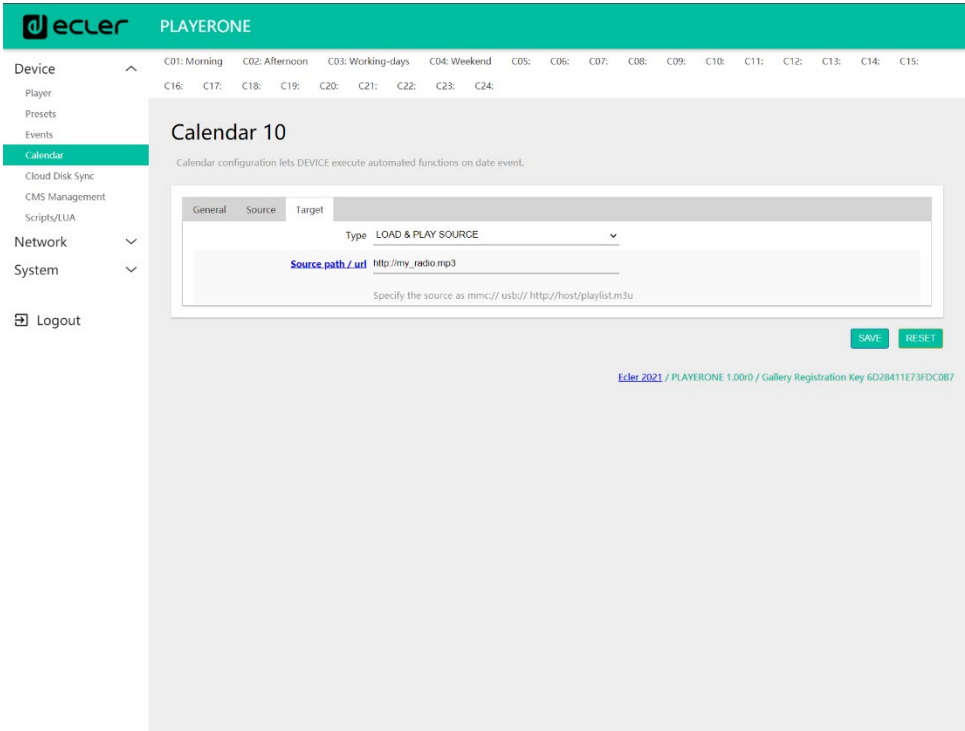 ecler PLAYERONE
Device
Player
Presets
Events
Calendar
Cloud Disk Sync
CMS Management
Scripts/LUA
Network
System
Logout
C01: Morning C02: Afternoon C03: Working-days C04: Weekend C05: C06: C07: C08: C09: C10: C11: C12: C13: C14: C15:
C16: C17: C18: C19: C20: C21: C22: C23: C24:
Calendar 10
Calendar configuration lets DEVICE execute automated functions on date event.
General Source Target
Type LOAD & PLAY SOURCE
Source path / url http://my_radio.mp3
Specify the source as mmc:// usb:// http://host/playlist.m3u
SAVE RESET
Ecler 2021 / PLAYERONE 1.00r0 / Gallery Registration Key 6D28411E73FDC0B7